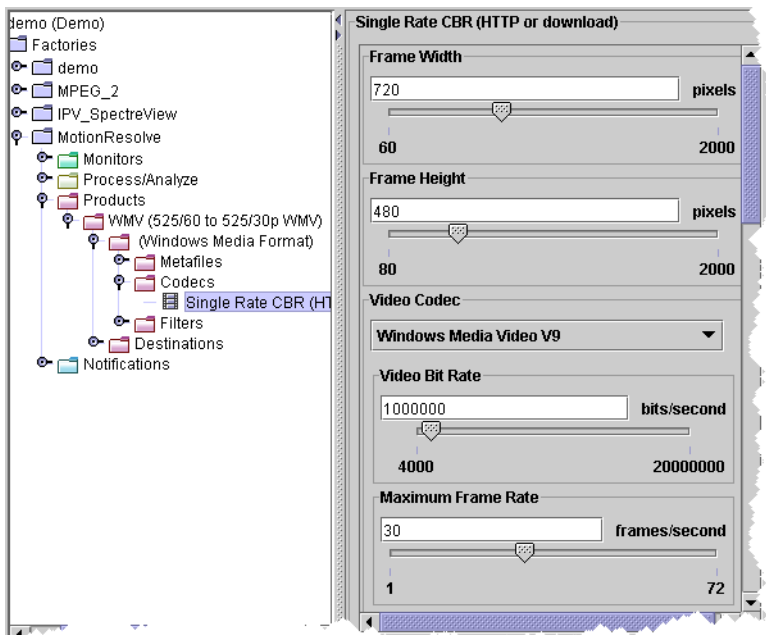 demo (Demo)
Factories
demo
MPEG_2
IPV_SpectreView
MotionResolve
Monitors
Process/Analyze
Products
WMV (525/60 to 525/30p WMV)
(Windows Media Format)
Metafiles
Codecs
Single Rate CBR (HT
Filters
Destinations
Notifications
Single Rate CBR (HTTP or download)
Frame Width
720 pixels
60 2000
Frame Height
480 pixels
80 2000
Video Codec
Windows Media Video V9
Video Bit Rate
1000000 bits/second
4000 20000000
Maximum Frame Rate
30 frames/second
1 72